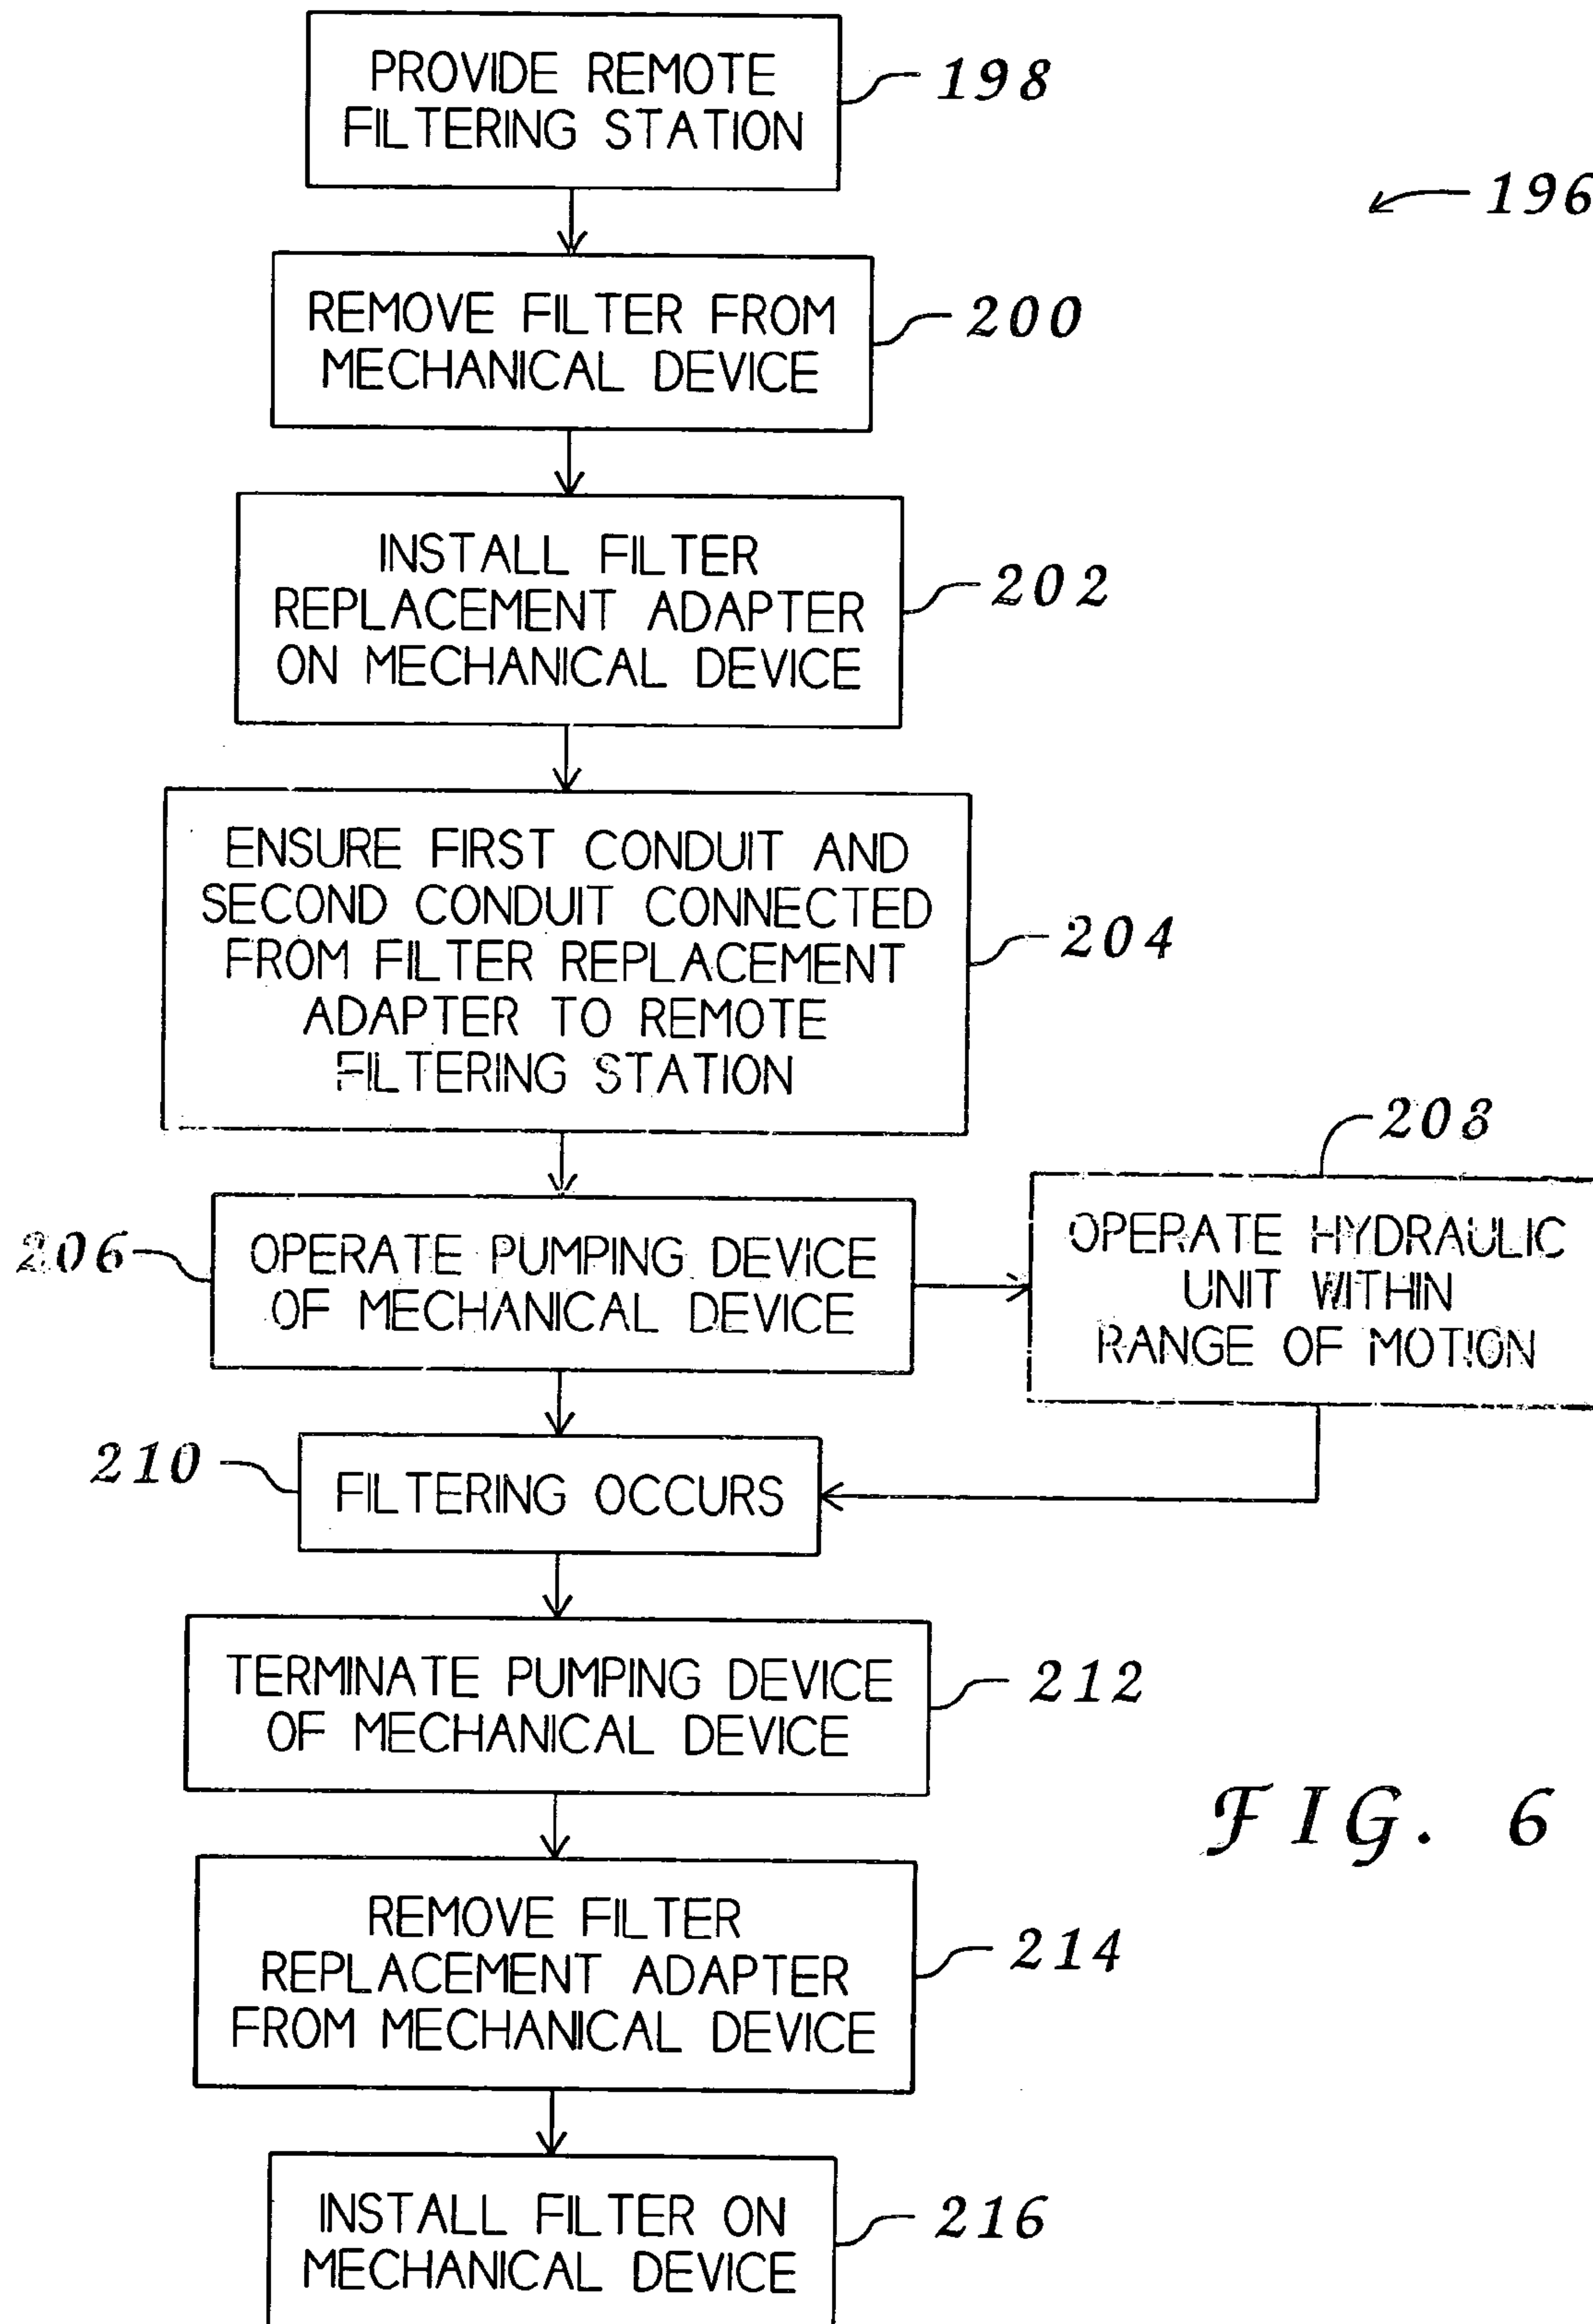 PROVIDE REMOTE
FILTERING STATION
198
196
REMOVE FILTER FROM
MECHANICAL DEVICE
200
INSTALL FILTER
REPLACEMENT ADAPTER
ON MECHANICAL DEVICE
202
ENSURE FIRST CONDUIT AND
SECOND CONDUIT CONNECTED
FROM FILTER REPLACEMENT
ADAPTER TO REMOTE
FILTERING STATION
204
206
OPERATE PUMPING DEVICE
OF MECHANICAL DEVICE
208
OPERATE HYDRAULIC
UNIT WITHIN
RANGE OF MOTION
210
FILTERING OCCURS
TERMINATE PUMPING DEVICE
OF MECHANICAL DEVICE
212
FIG. 6
REMOVE FILTER
REPLACEMENT ADAPTER
FROM MECHANICAL DEVICE
214
INSTALL FILTER ON
MECHANICAL DEVICE
216